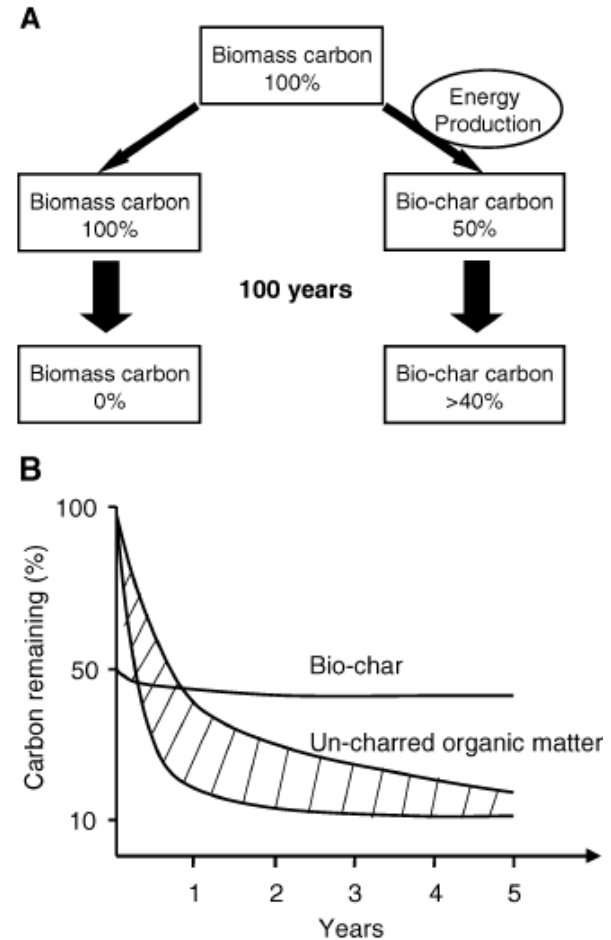 A
Biomass carbon
100%
Energy
Production
Biomass carbon
100%
Bio-char carbon
50%
100 years
Biomass carbon
0%
Bio-char carbon
>40%
B
100
50
10
Carbon remaining (%)
Bio-char
Un-charred organic matter
1
2
3
4
5
Years